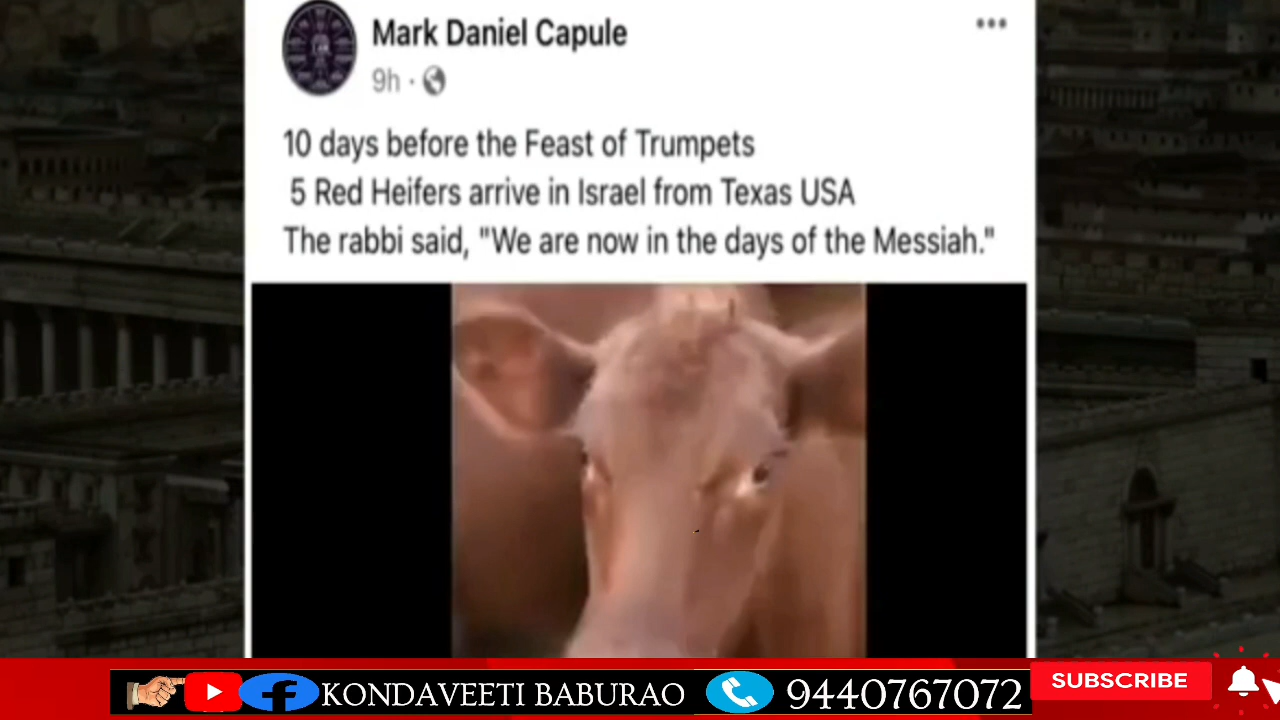 Mark Daniel Capule
9h ·
10 days before the Feast of Trumpets
5 Red Heifers arrive in Israel from Texas USA
The rabbi said, "We are now in the days of the Messiah."
KONDAVEETI BABURAO
9440767072
SUBSCRIBE